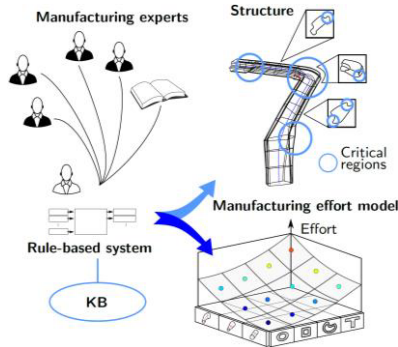 Manufacturing experts
Structure
Critical
regions
Manufacturing effort model
Effort
Rule-based system
KB